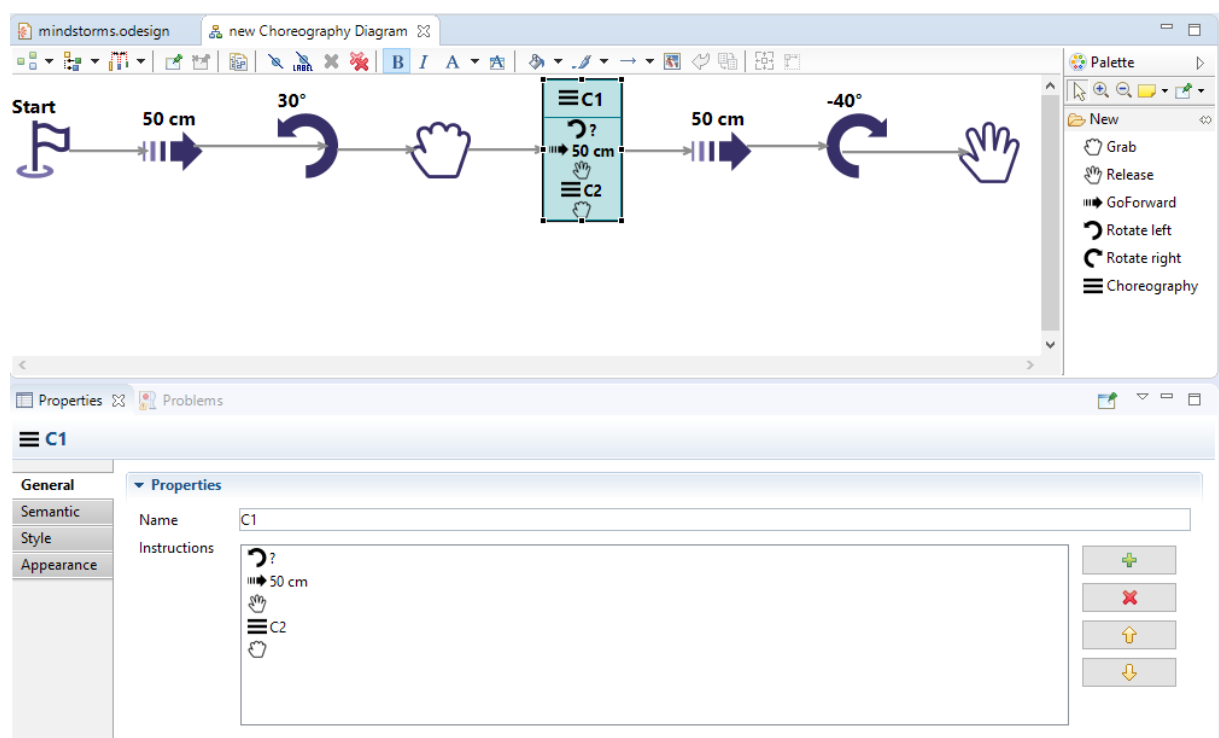 mindstorms.odesign
new Choreography Diagram
B I A A
LABEL
Palette
Start
50 cm
30°
C1
?
50 cm
C2
50 cm
-40°
New
Grab
Release
GoForward
Rotate left
Rotate right
Choreography
Properties
Problems
C1
General
Semantic
Style
Appearance
Properties
Name
C1
Instructions
?
50 cm
C2